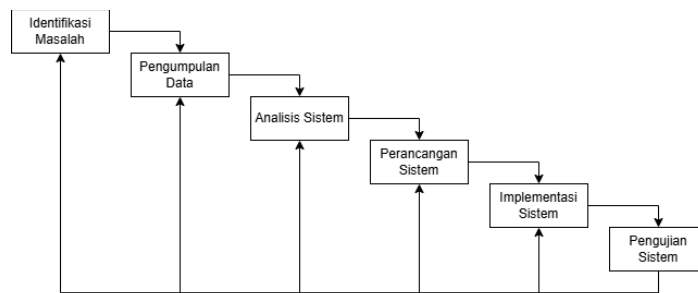 Identifikasi
Masalah
Pengumpulan
Data
Analisis Sistem
Perancangan
Sistem
Implementasi
Sistem
Pengujian
Sistem